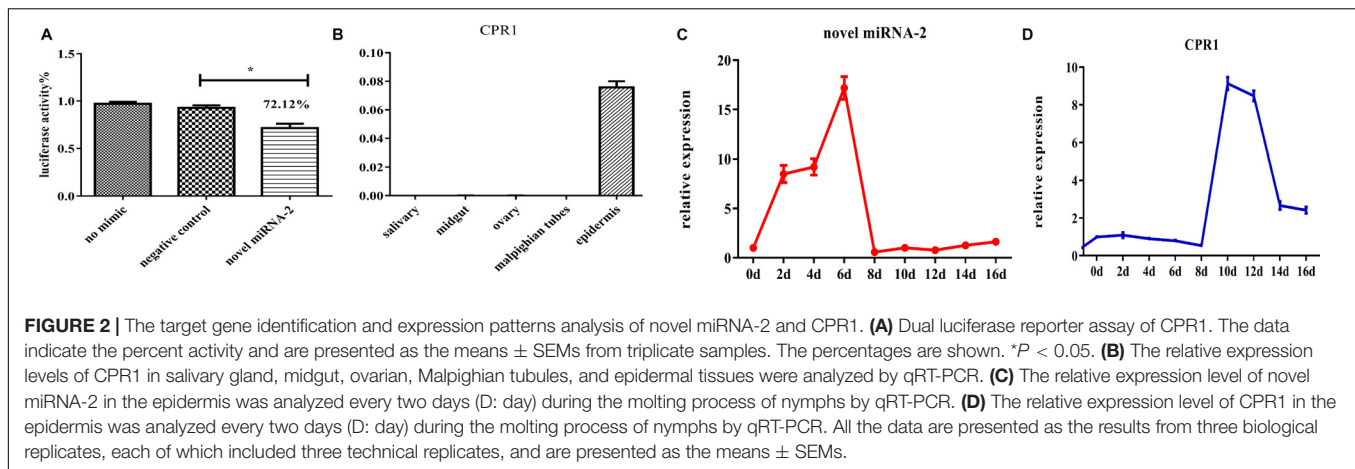 A
luciferase activity%
1.5
1.0
0.5
0.0
*
72.12%
no mimic
negative control
novel miRNA-2
B
CPR1
0.10
0.08
0.06
0.04
0.02
0.00
salivary
midgut
ovary
malpighian tubes
epidermis
C
novel miRNA-2
relative expression
20
15
10
5
0
0d 2d 4d 6d 8d 10d 12d 14d 16d
D
CPR1
relative expression
10
8
6
4
2
0
0d 2d 4d 6d 8d 10d 12d 14d 16d
FIGURE 2 | The target gene identification and expression patterns analysis of novel miRNA-2 and CPR1. (A) Dual luciferase reporter assay of CPR1. The data
indicate the percent activity and are presented as the means ± SEMs from triplicate samples. The percentages are shown. *P < 0.05. (B) The relative expression
levels of CPR1 in salivary gland, midgut, ovarian, Malpighian tubules, and epidermal tissues were analyzed by qRT-PCR. (C) The relative expression level of novel
miRNA-2 in the epidermis was analyzed every two days (D: day) during the molting process of nymphs by qRT-PCR. (D) The relative expression level of CPR1 in the
epidermis was analyzed every two days (D: day) during the molting process of nymphs by qRT-PCR. All the data are presented as the results from three biological
replicates, each of which included three technical replicates, and are presented as the means ± SEMs.